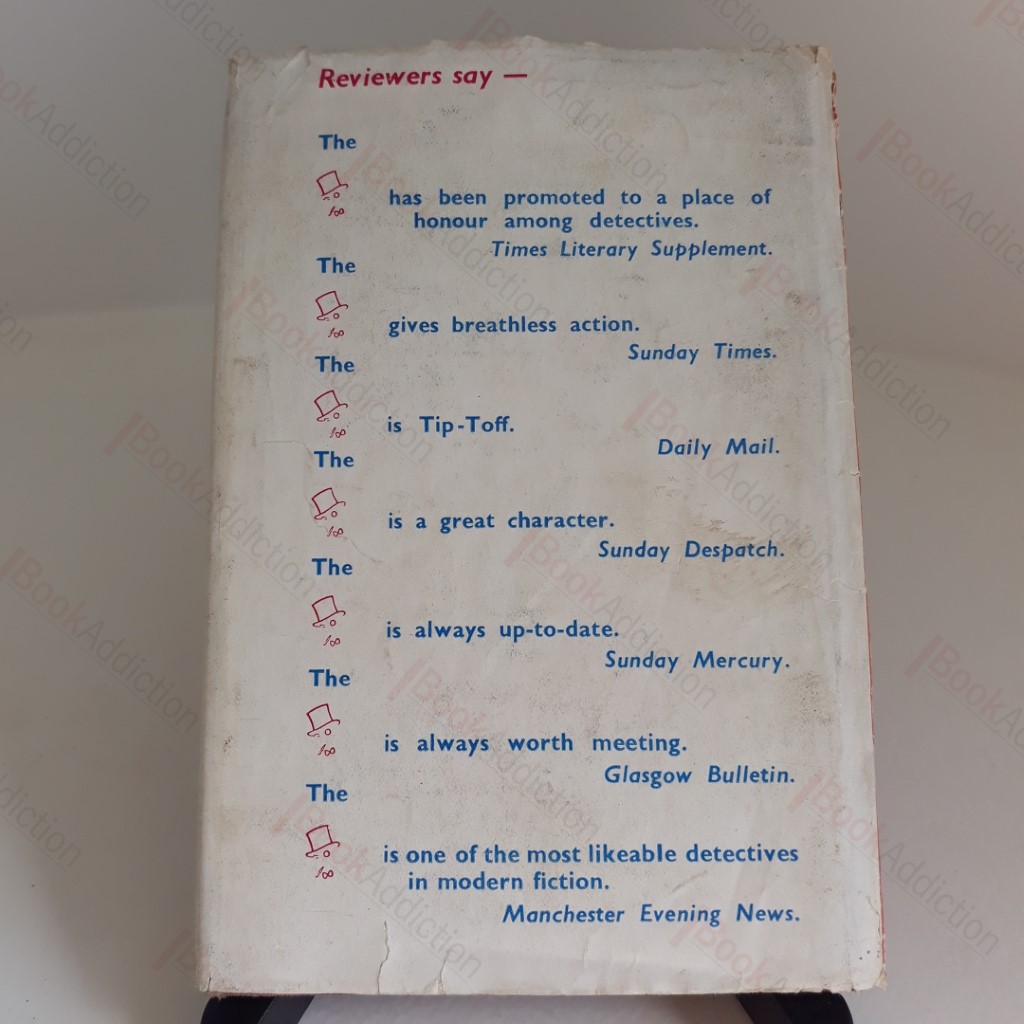 Reviewers say —
The
has been promoted to a place of
honour among detectives.
Times Literary Supplement.
The
gives breathless action.
Sunday Times.
The
is Tip-Toff.
Daily Mail.
The
is a great character.
Sunday Despatch.
The
is always up-to-date.
Sunday Mercury.
The
is always worth meeting.
Glasgow Bulletin.
The
is one of the most likeable detectives
in modern fiction.
Manchester Evening News.
BookAddiction